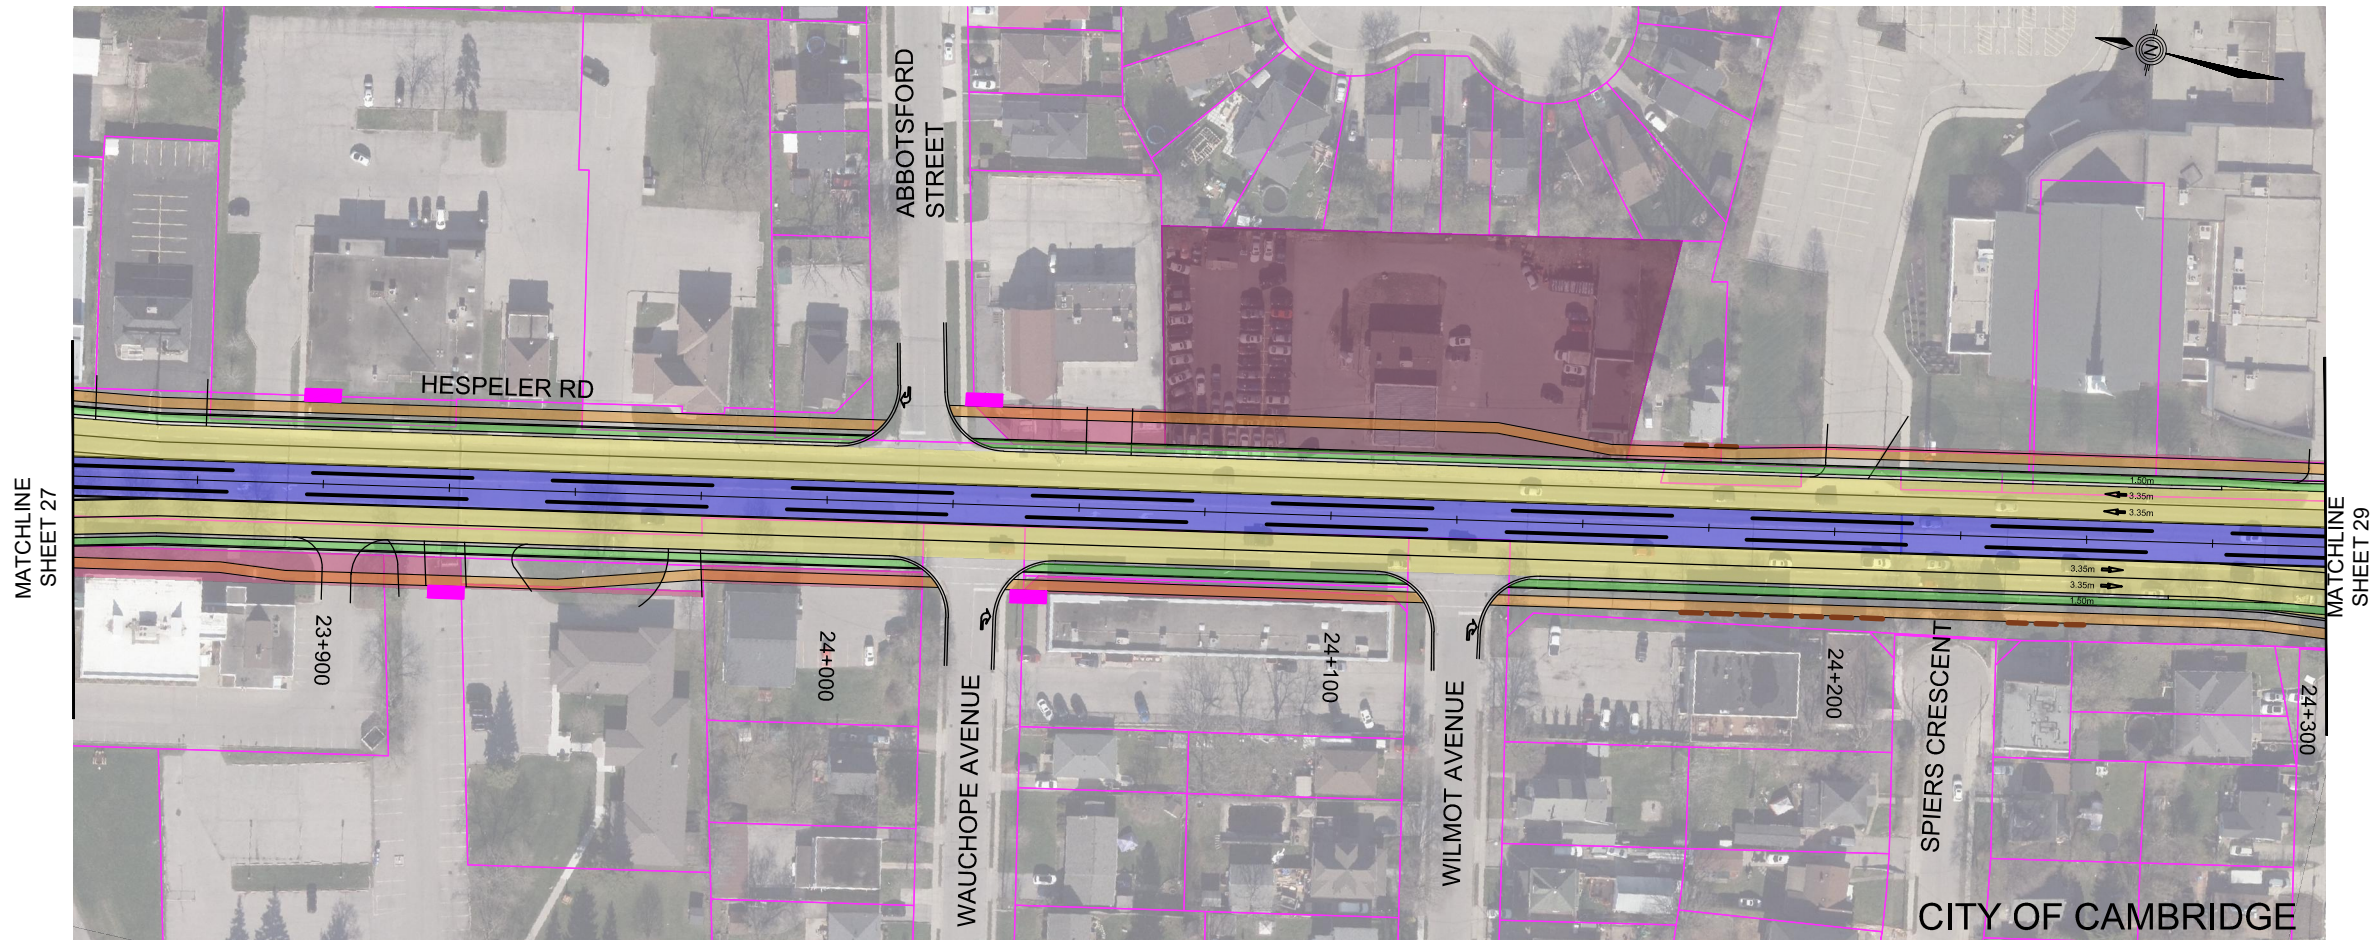 ABBOTSFORD
STREET
N
HESPELER RD
MATCHLINE
SHEET 27
MATCHLINE
SHEET 29
1.50m
3.35m
3.35m
3.35m
3.35m
1.50m
23+900
24+000
24+100
24+200
24+300
WAUCHOPE AVENUE
WILMOT AVENUE
SPIERS CRESCENT
CITY OF CAMBRIDGE